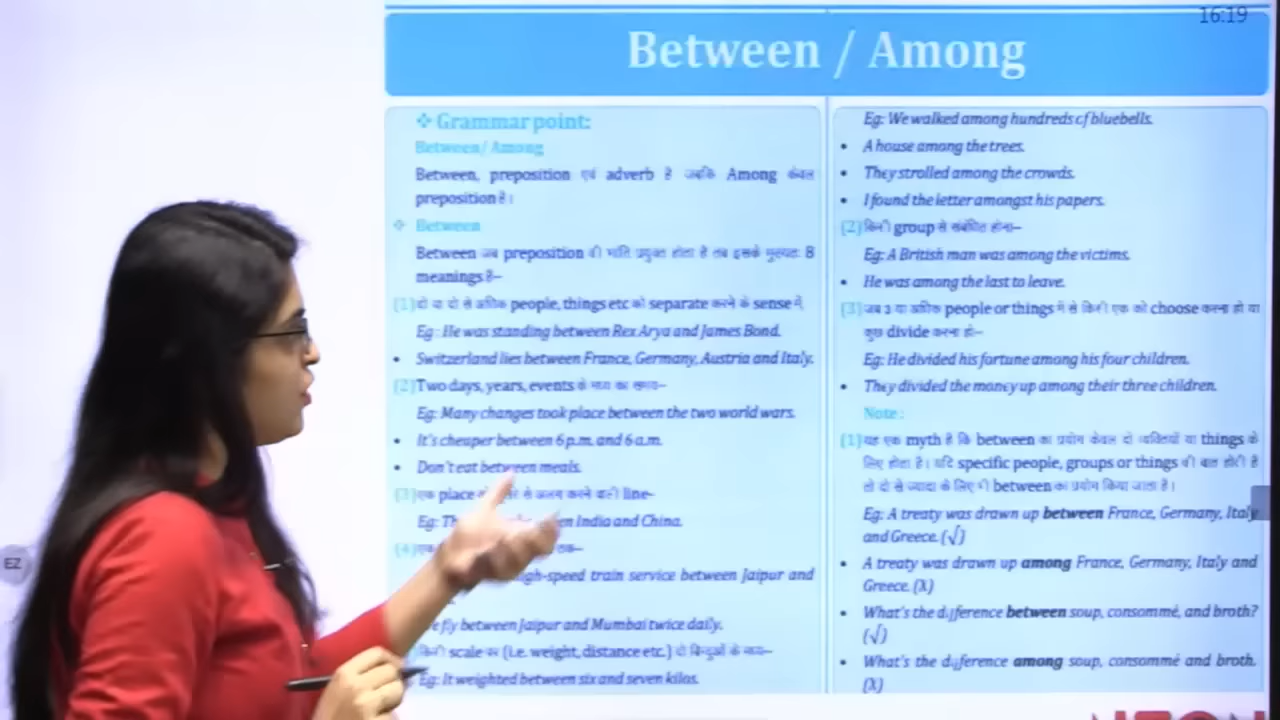 16:19
Between / Among
❖ Grammar point:
Between/ Among
Between, preposition एवं adverb है जबकि Among केवल
preposition है।
❖ Between
Between जब preposition की भांति प्रयुक्त होता है तब इसके मुख्यतः 8
meanings है–
(1) दो या दो से अधिक people, things etc को separate करने के sense में
Eg : He was standing between Rex Arya and James Bond.
• Switzerland lies between France, Germany, Austria and Italy.
(2) Two days, years, events के मध्य का समय–
Eg: Many changes took place between the two world wars.
• It's cheaper between 6 p.m. and 6 a.m.
• Don't eat between meals.
(3) एक place से अलग करने वाली line-
Eg: en India and China.
(4) एक तक–
igh-speed train service between Jaipur and
e fly between Jaipur and Mumbai twice daily.
किसी scale पर (i.e. weight, distance etc.) दो बिन्दुओं के मध्य–
Eg: It weighted between six and seven kilos.
Eg: We walked among hundreds of bluebells.
• A house among the trees.
• They strolled among the crowds.
• I found the letter amongst his papers.
(2) किसी group से संबंधित होना–
Eg: A British man was among the victims.
• He was among the last to leave.
(3) जब 3 या अधिक people or things में से किसी एक को choose करना हो या
कुछ divide करना हो–
Eg: He divided his fortune among his four children.
• They divided the money up among their three children.
Note :
(1) यह एक myth है कि between का प्रयोग केवल दो व्यक्तियों या things के
लिए होता है। यदि specific people, groups or things की बात होती है
तो दो से ज्यादा के लिए भी between का प्रयोग किया जाता है।
Eg: A treaty was drawn up between France, Germany, Italy
and Greece. (√)
• A treaty was drawn up among France, Germany, Italy and
Greece. (X)
• What's the difference between soup, consommé, and broth?
(√)
• What's the difference among soup, consommé and broth.
(X)
EZ